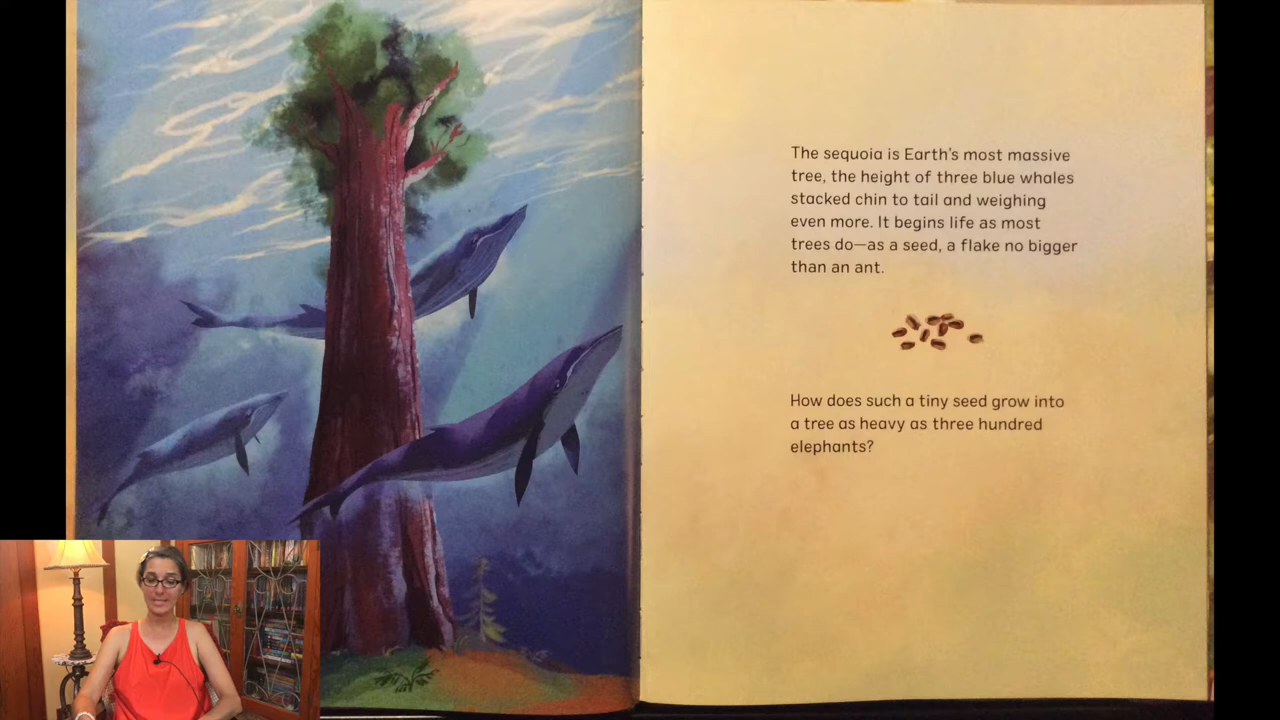 The sequoia is Earth's most massive
tree, the height of three blue whales
stacked chin to tail and weighing
even more. It begins life as most
trees do—as a seed, a flake no bigger
than an ant.
How does such a tiny seed grow into
a tree as heavy as three hundred
elephants?